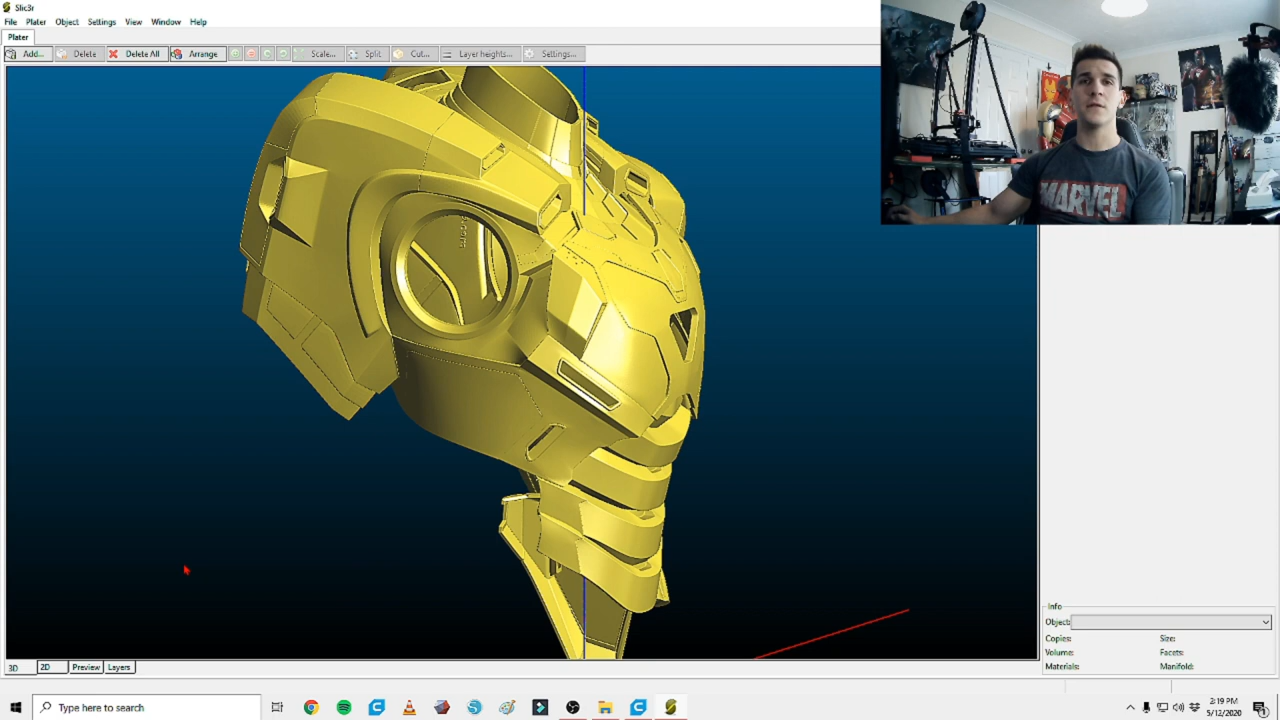 Slic3r
File Plater Object Settings View Window Help
Plater
Add... Delete Delete All Arrange Scale... Split Cut... Layer heights... Settings...
MARVEL
Info
Object:
Copies: Size:
Volume: Facets:
Materials: Manifold:
3D 2D Preview Layers
Type here to search
2:19 PM
5/12/2020